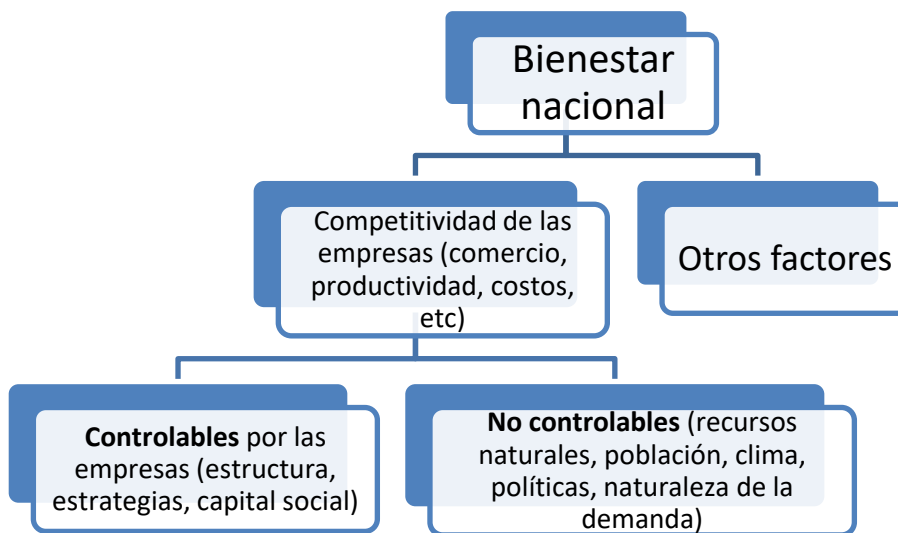 Bienestar
nacional
Competitividad de las
empresas (comercio,
productividad, costos,
etc)
Otros factores
Controlables por las
empresas (estructura,
estrategias, capital social)
No controlables (recursos
naturales, población, clima,
políticas, naturaleza de la
demanda)